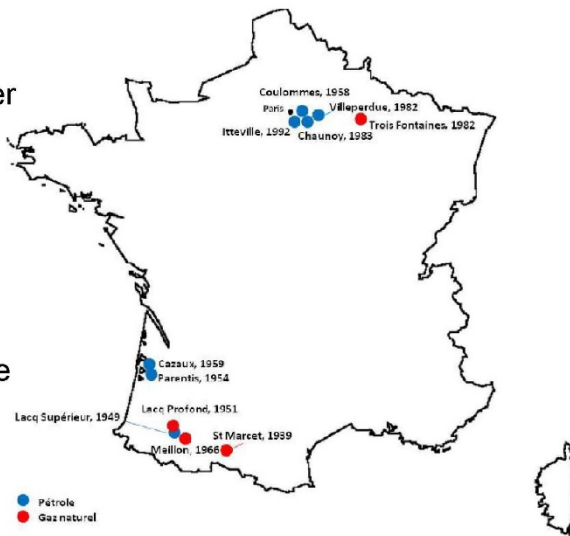 er
Coulommes, 1958
Paris
Villeperdue, 1982
Itteville, 1992
Chaunoy, 1983
Trois Fontaines, 1982
e
Cazaux, 1959
Parentis, 1954
Lacq Profond, 1951
Lacq Supérieur, 1949
St Marcet, 1939
Meillon, 1966
Pétrole
Gaz naturel